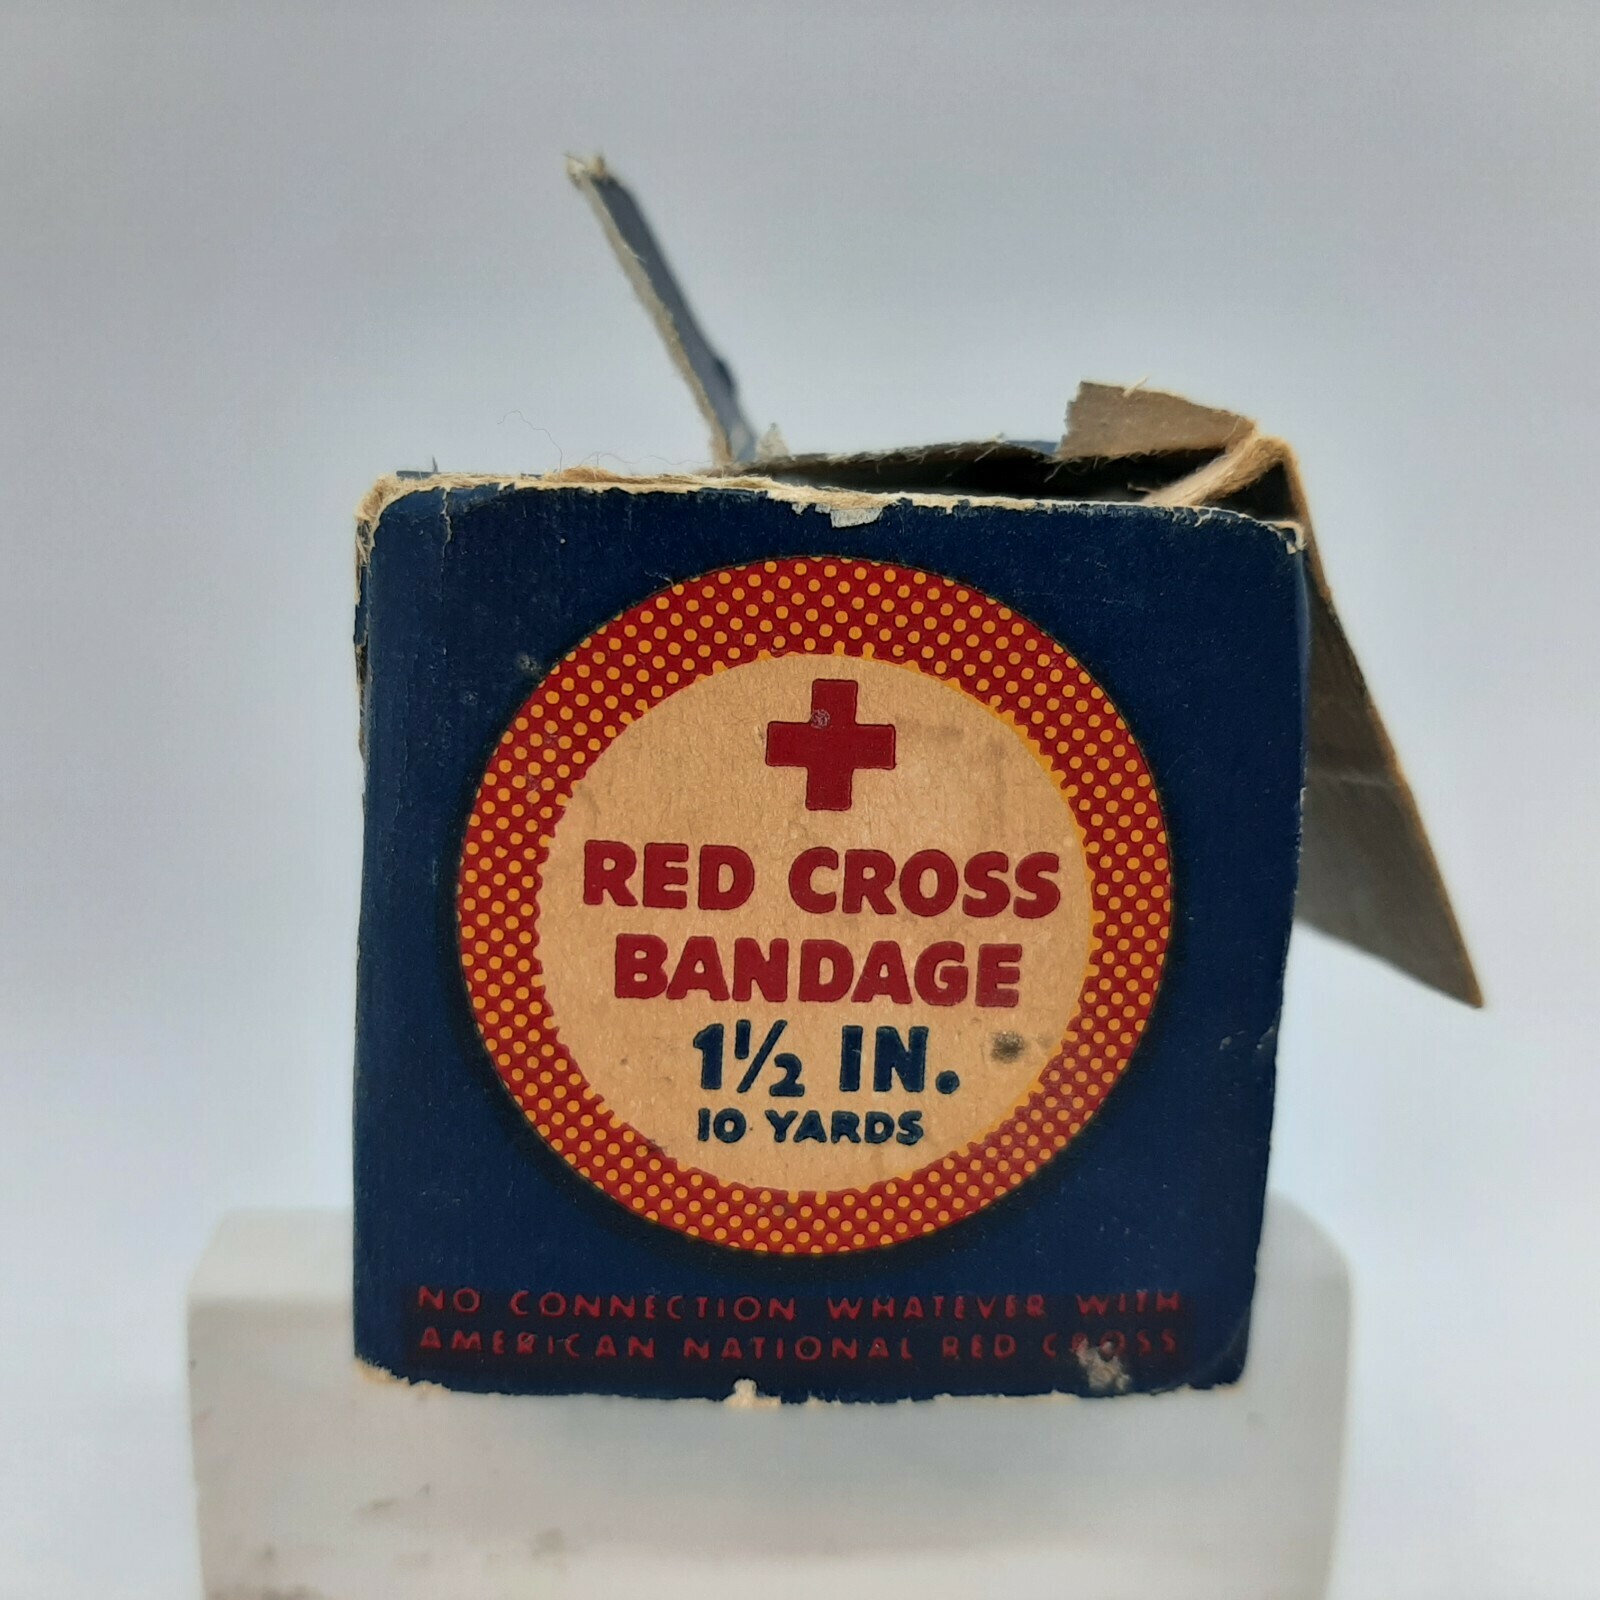 RED CROSS
BANDAGE
1½ IN.
10 YARDS
NO CONNECTION WHATEVER WITH
AMERICAN NATIONAL RED CROSS